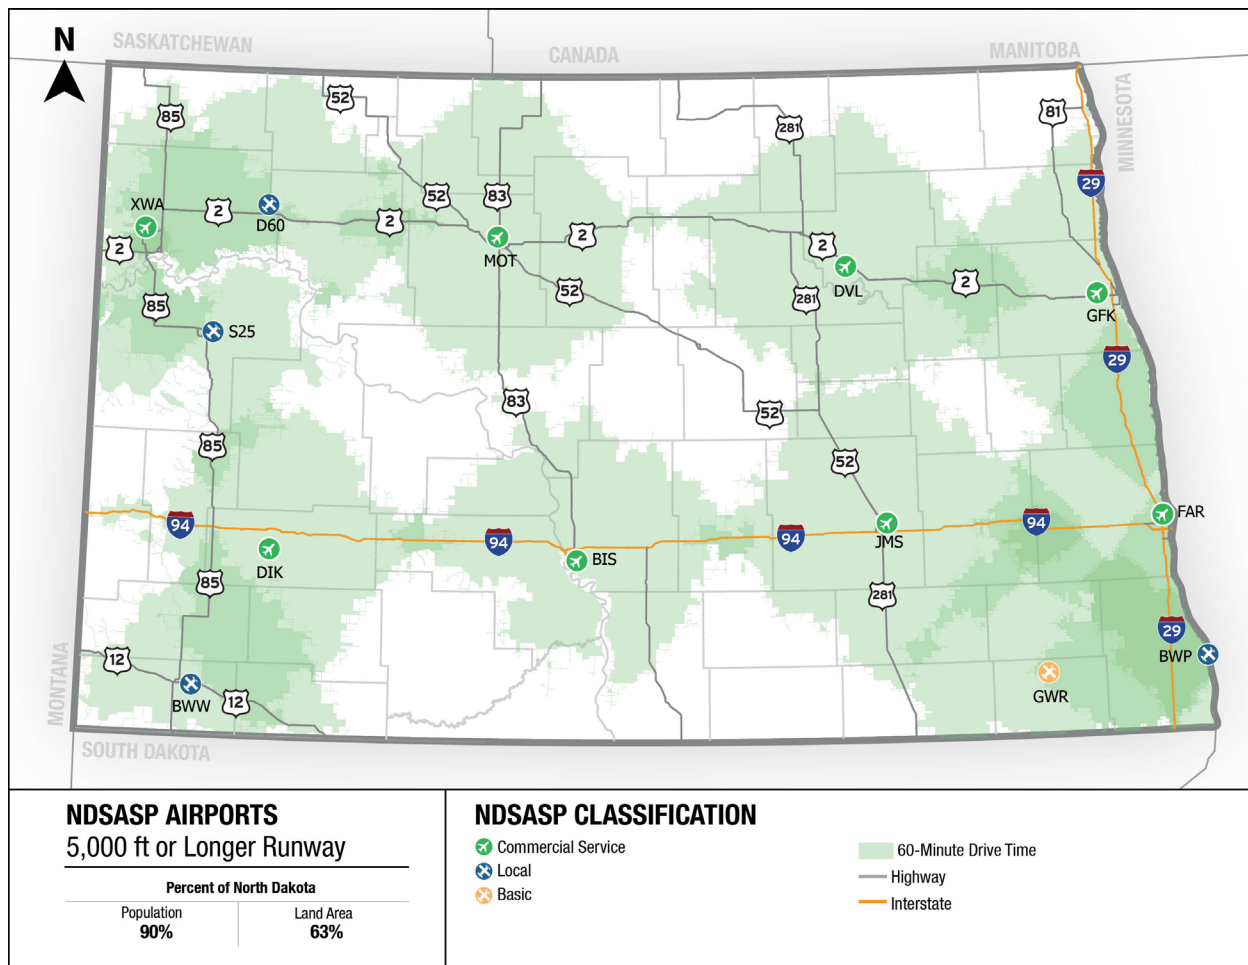 N
SASKATCHEWAN
CANADA
MANITOBA
MINNESOTA
52
85
281
81
29
52
83
XWA
2
D60
2
2
2
2
MOT
DVL
2
52
281
85
GFK
S25
29
83
52
85
52
94
94
94
94
FAR
JMS
DIK
BIS
85
281
29
12
BWP
BWW
12
GWR
MONTANA
SOUTH DAKOTA
NDSASP AIRPORTS
5,000 ft or Longer Runway
Percent of North Dakota
Population
Land Area
90%
63%
NDSASP CLASSIFICATION
Commercial Service
Local
Basic
60-Minute Drive Time
Highway
Interstate